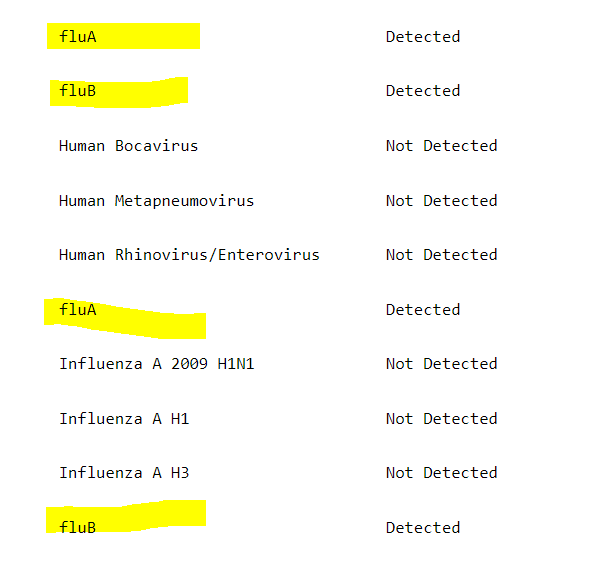 fluA Detected
fluB Detected
Human Bocavirus Not Detected
Human Metapneumovirus Not Detected
Human Rhinovirus/Enterovirus Not Detected
fluA Detected
Influenza A 2009 H1N1 Not Detected
Influenza A H1 Not Detected
Influenza A H3 Not Detected
fluB Detected